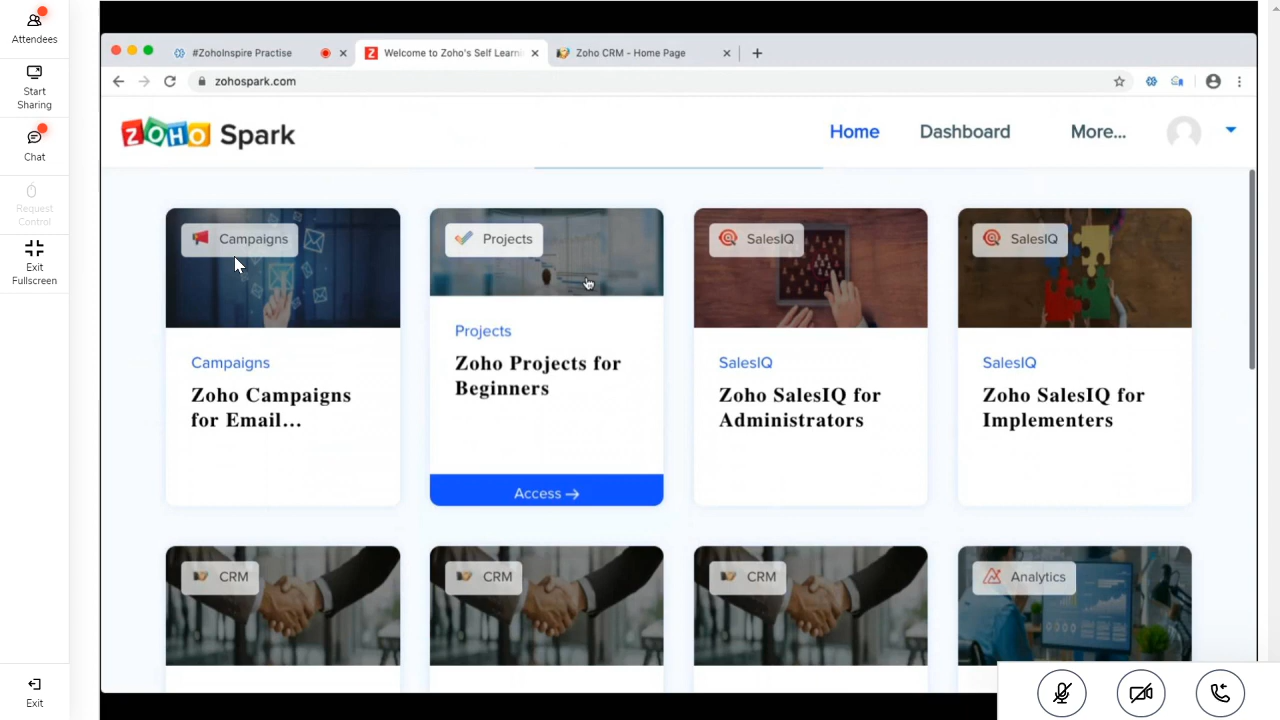 Attendees
Start
Sharing
Chat
Request
Control
Exit
Fullscreen
Exit
#ZohoInspire Practise
Welcome to Zoho's Self Learni
Zoho CRM - Home Page
zohospark.com
ZOHO Spark
Home
Dashboard
More...
Campaigns
Campaigns
Zoho Campaigns
for Email...
Projects
Projects
Zoho Projects for
Beginners
Access →
SalesIQ
SalesIQ
Zoho SalesIQ for
Administrators
SalesIQ
SalesIQ
Zoho SalesIQ for
Implementers
CRM
CRM
CRM
Analytics